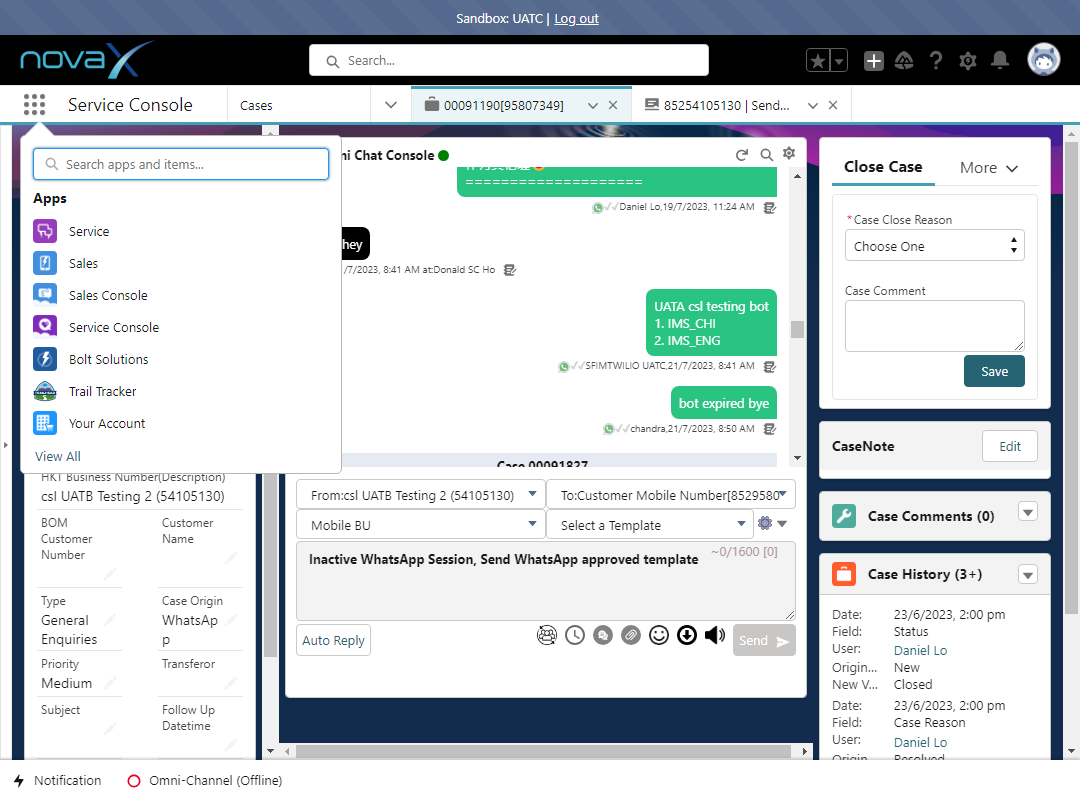 Sandbox: UATC | Log out
novaX
Search...
Service Console
Cases
00091190[95807349]
85254105130 | Send...
Search apps and items...
Apps
Service
Sales
Sales Console
Service Console
Bolt Solutions
Trail Tracker
Your Account
View All
HKT Business Number(Description)
csl UATB Testing 2 (54105130)
BOM
Customer
Number
Customer
Name
Type
General
Enquiries
Case Origin
WhatsAp
p
Priority
Medium
Transferor
Subject
Follow Up
Datetime
ni Chat Console
=====================
Daniel Lo,19/7/2023, 11:24 AM
hey
/7/2023, 8:41 AM at:Donald SC Ho
UATA csl testing bot
1. IMS_CHI
2. IMS_ENG
SFIMTWILIO UATC,21/7/2023, 8:41 AM
bot expired bye
chandra,21/7/2023, 8:50 AM
Case 00091827
From:csl UATB Testing 2 (54105130)
To:Customer Mobile Number[8529580
Mobile BU
Select a Template
Inactive WhatsApp Session, Send WhatsApp approved template
~0/1600 [0]
Auto Reply
Send
Close Case
More
*Case Close Reason
Choose One
Case Comment
Save
CaseNote
Edit
Case Comments (0)
Case History (3+)
Date: 23/6/2023, 2:00 pm
Field: Status
User: Daniel Lo
Origin... New
New V... Closed
Date: 23/6/2023, 2:00 pm
Field: Case Reason
User: Daniel Lo
Origin Resolved
Notification
Omni-Channel (Offline)